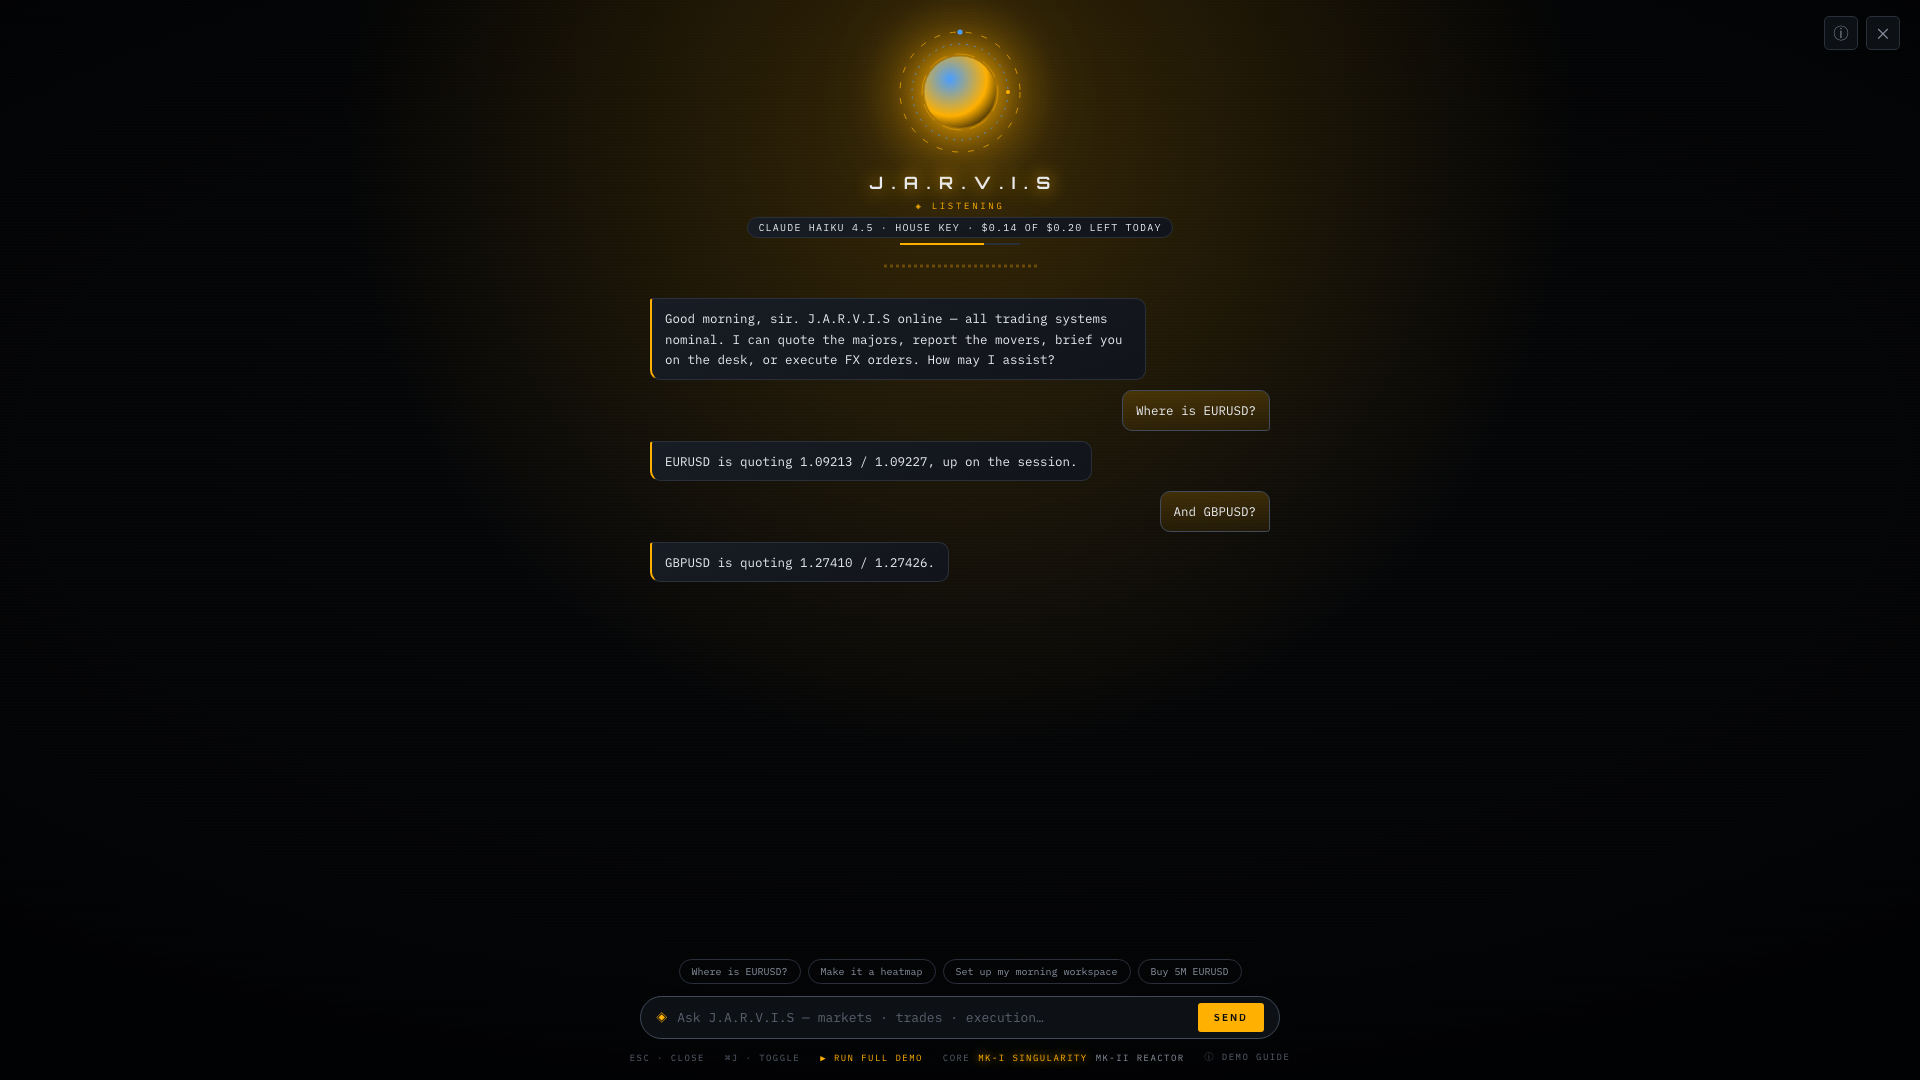 ⓘ ×
J.A.R.V.I.S
◈ LISTENING
CLAUDE HAIKU 4.5 · HOUSE KEY · $0.14 OF $0.20 LEFT TODAY
Good morning, sir. J.A.R.V.I.S online — all trading systems
nominal. I can quote the majors, report the movers, brief you
on the desk, or execute FX orders. How may I assist?
Where is EURUSD?
EURUSD is quoting 1.09213 / 1.09227, up on the session.
And GBPUSD?
GBPUSD is quoting 1.27410 / 1.27426.
Where is EURUSD? Make it a heatmap Set up my morning workspace Buy 5M EURUSD
◈ Ask J.A.R.V.I.S — markets · trades · execution… SEND
ESC · CLOSE ⌘J · TOGGLE ▶ RUN FULL DEMO CORE MK-I SINGULARITY MK-II REACTOR ⓘ DEMO GUIDE